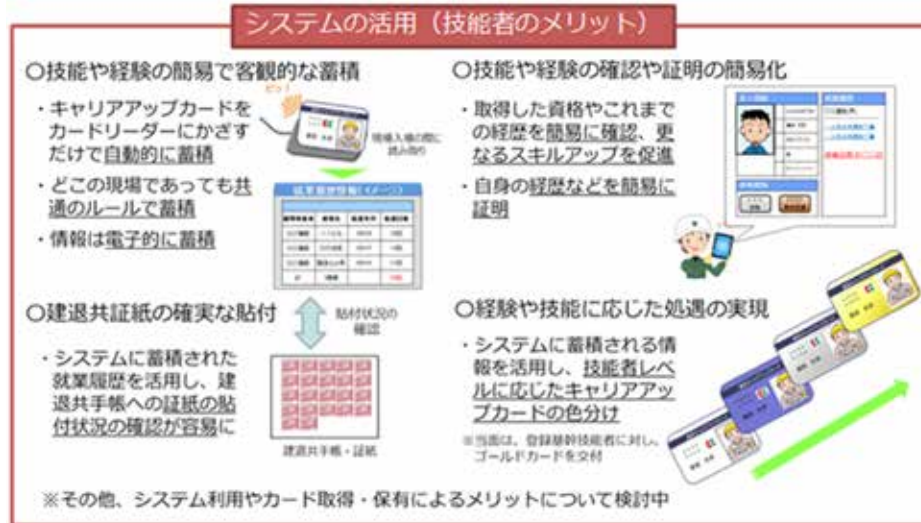 システムの活用（技能者のメリット）
〇技能や経験の簡易で客観的な蓄積
・キャリアアップカードを
カードリーダーにかざす
だけで自動的に蓄積
・どこの現場であっても共
通のルールで蓄積
・情報は電子的に蓄積
ピッ！
現場入場の際に
読み取り
就業履歴情報(イメージ)
〇技能や経験の確認や証明の簡易化
・取得した資格やこれまで
の経歴を簡易に確認、更
なるスキルアップを促進
・自身の経歴などを簡易に
証明
〇建退共証紙の確実な貼付
・システムに蓄積された
就業履歴を活用し、建
退共手帳への証紙の貼
付状況の確認が容易に
貼付状況の
確認
建退共手帳・証紙
〇経験や技能に応じた処遇の実現
・システムに蓄積される情
報を活用し、技能者レベ
ルに応じたキャリアアッ
プカードの色分け
※当面は、登録基幹技能者に対し、
ゴールドカードを交付
※その他、システム利用やカード取得・保有によるメリットについて検討中